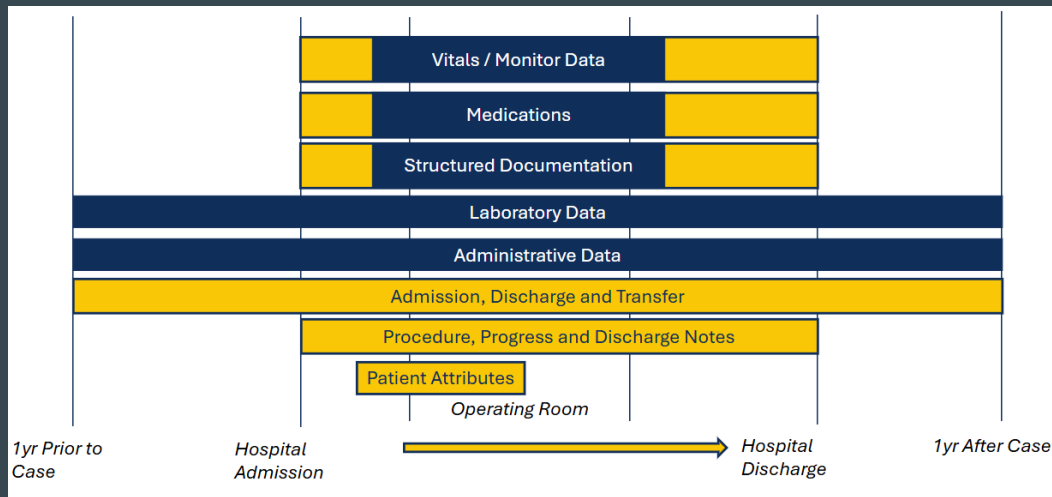 Vitals / Monitor Data
Medications
Structured Documentation
Laboratory Data
Administrative Data
Admission, Discharge and Transfer
Procedure, Progress and Discharge Notes
Patient Attributes
Operating Room
1yr Prior to
Case
Hospital
Admission
Hospital
Discharge
1yr After Case